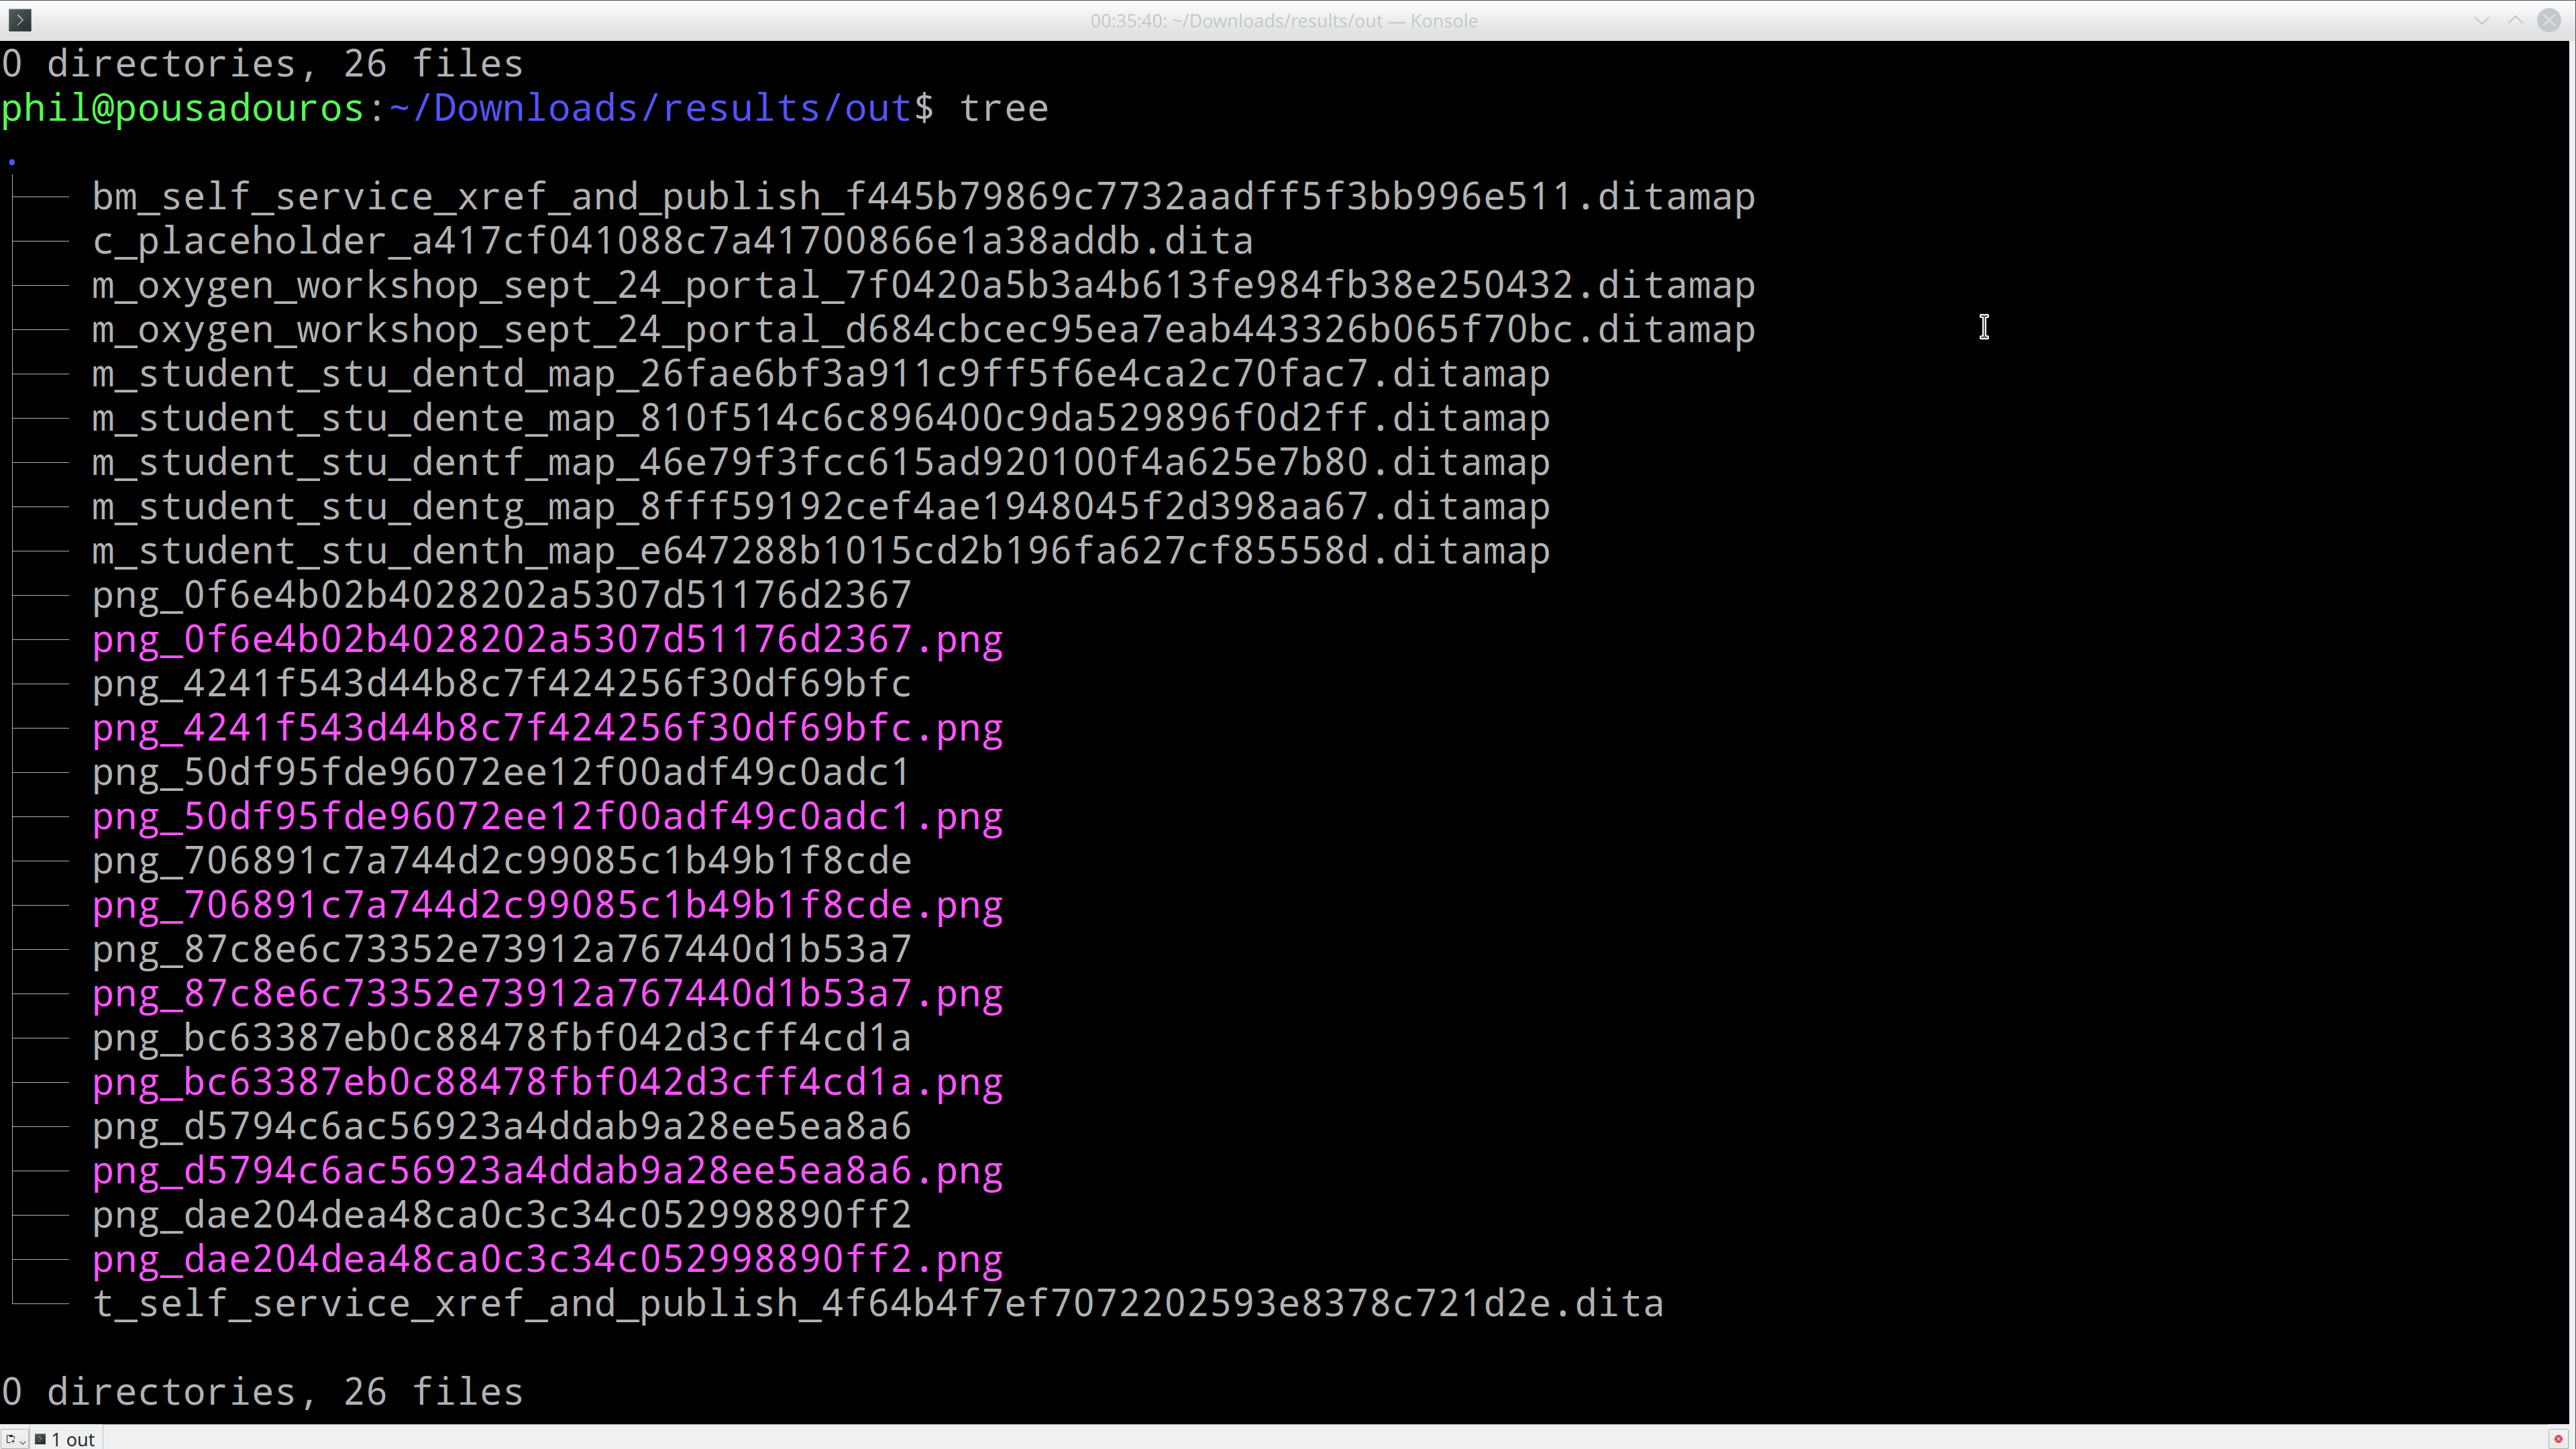 00:35:40: ~/Downloads/results/out — Konsole
0 directories, 26 files
phil@pousadouros:~/Downloads/results/out$ tree
.
bm_self_service_xref_and_publish_f445b79869c7732aadff5f3bb996e511.ditamap
c_placeholder_a417cf041088c7a41700866e1a38addb.dita
m_oxygen_workshop_sept_24_portal_7f0420a5b3a4b613fe984fb38e250432.ditamap
m_oxygen_workshop_sept_24_portal_d684cbcec95ea7eab443326b065f70bc.ditamap
m_student_stu_dentd_map_26fae6bf3a911c9ff5f6e4ca2c70fac7.ditamap
m_student_stu_dente_map_810f514c6c896400c9da529896f0d2ff.ditamap
m_student_stu_dentf_map_46e79f3fcc615ad920100f4a625e7b80.ditamap
m_student_stu_dentg_map_8fff59192cef4ae1948045f2d398aa67.ditamap
m_student_stu_denth_map_e647288b1015cd2b196fa627cf85558d.ditamap
png_0f6e4b02b4028202a5307d51176d2367
png_0f6e4b02b4028202a5307d51176d2367.png
png_4241f543d44b8c7f424256f30df69bfc
png_4241f543d44b8c7f424256f30df69bfc.png
png_50df95fde96072ee12f00adf49c0adc1
png_50df95fde96072ee12f00adf49c0adc1.png
png_706891c7a744d2c99085c1b49b1f8cde
png_706891c7a744d2c99085c1b49b1f8cde.png
png_87c8e6c73352e73912a767440d1b53a7
png_87c8e6c73352e73912a767440d1b53a7.png
png_bc63387eb0c88478fbf042d3cff4cd1a
png_bc63387eb0c88478fbf042d3cff4cd1a.png
png_d5794c6ac56923a4ddab9a28ee5ea8a6
png_d5794c6ac56923a4ddab9a28ee5ea8a6.png
png_dae204dea48ca0c3c34c052998890ff2
png_dae204dea48ca0c3c34c052998890ff2.png
t_self_service_xref_and_publish_4f64b4f7ef7072202593e8378c721d2e.dita
0 directories, 26 files
1 out